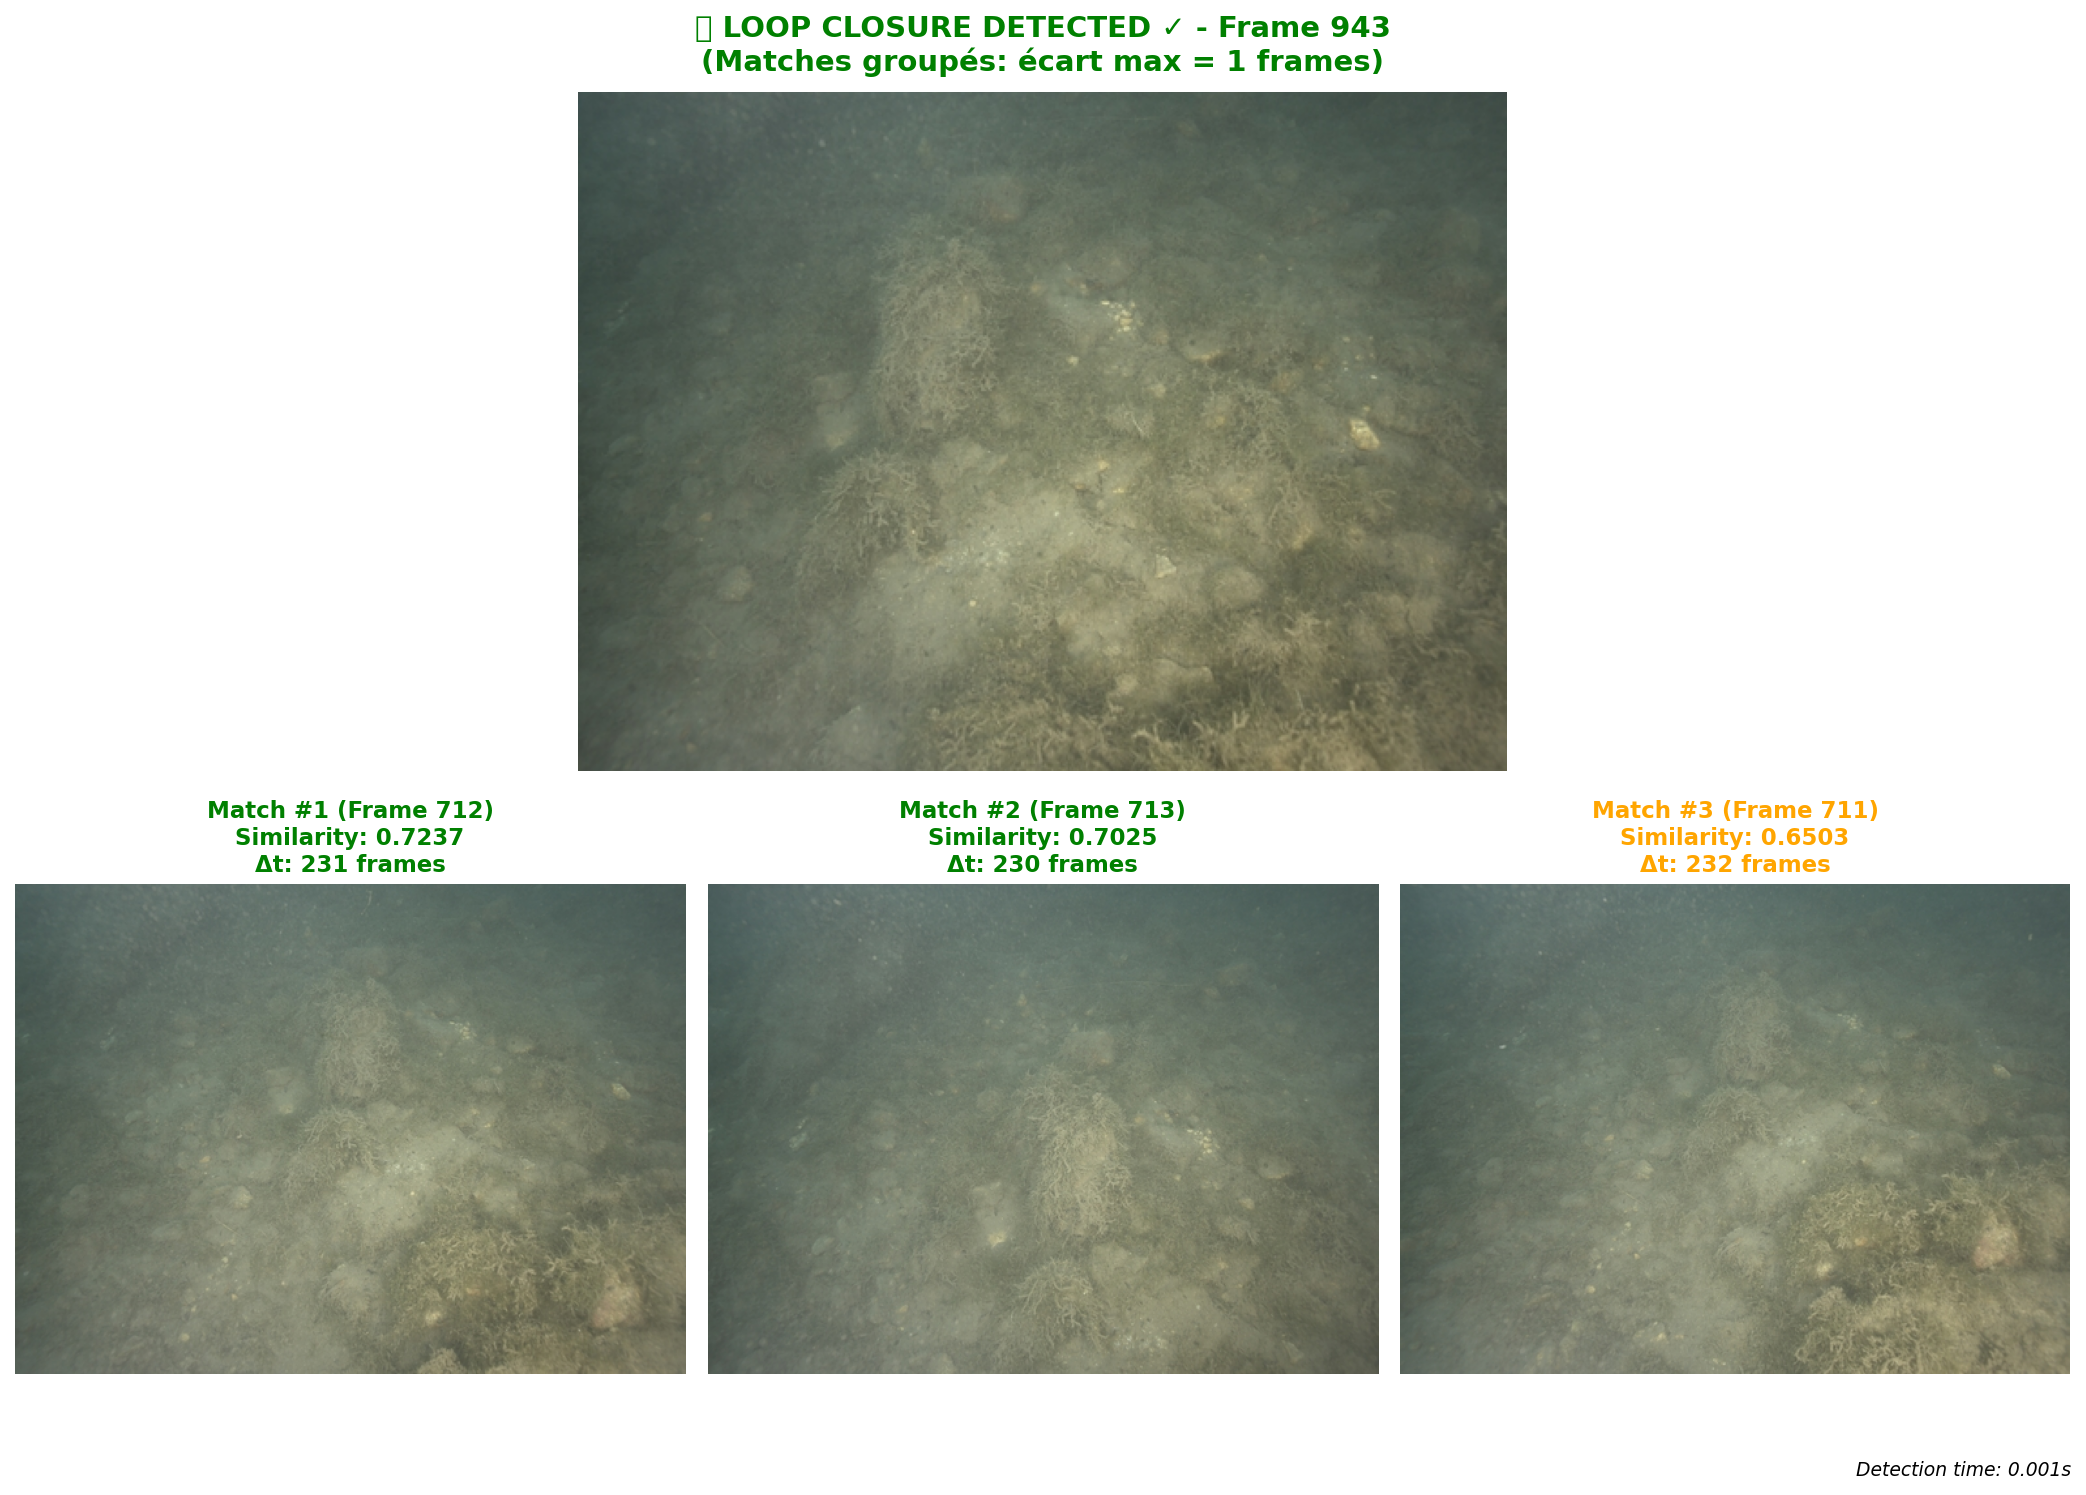 LOOP CLOSURE DETECTED ✓ - Frame 943
(Matches groupés: écart max = 1 frames)
Match #1 (Frame 712)
Similarity: 0.7237
Δt: 231 frames
Match #2 (Frame 713)
Similarity: 0.7025
Δt: 230 frames
Match #3 (Frame 711)
Similarity: 0.6503
Δt: 232 frames
Detection time: 0.001s